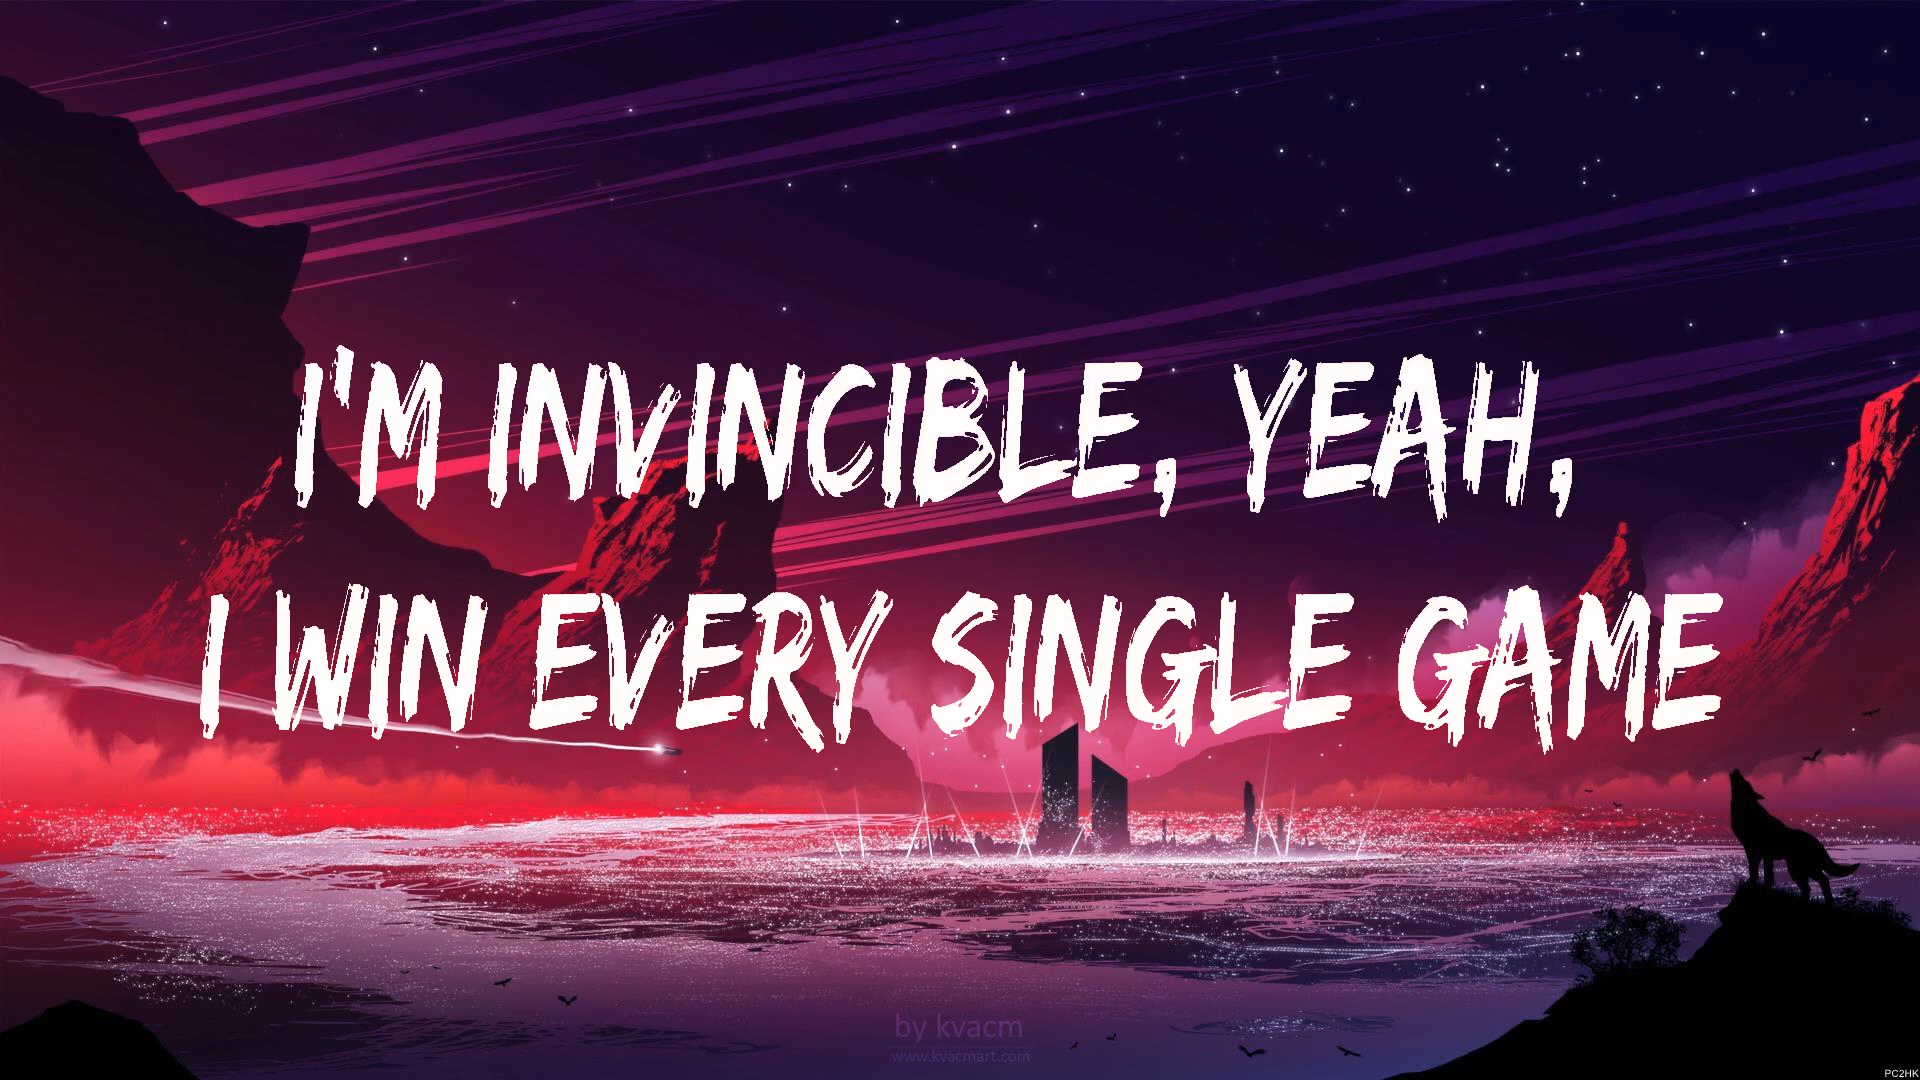 I'M INVINCIBLE, YEAH,
I WIN EVERY SINGLE GAME
by kvacm
www.kvacmart.com
PC2HK